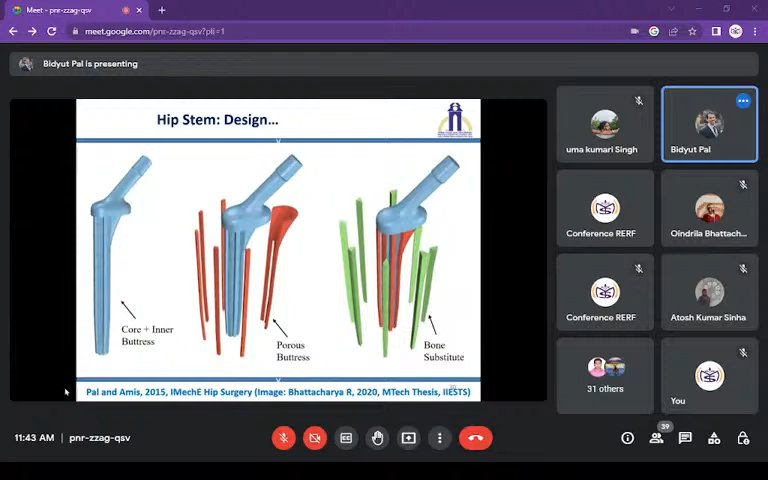 Meet - pnr-zzag-qsv
meet.google.com/pnr-zzag-qsv?pli=1
Bidyut Pal is presenting
Hip Stem: Design...
Core + Inner
Buttress
Porous
Buttress
Bone
Substitute
Pal and Amis, 2015, IMechE Hip Surgery (Image: Bhattacharya R, 2020, MTech Thesis, IIESTS)
uma kumari Singh
Bidyut Pal
Conference RERF
Oindrila Bhattach...
Conference RERF
Atosh Kumar Sinha
31 others
You
11:43 AM | pnr-zzag-qsv
CC
39